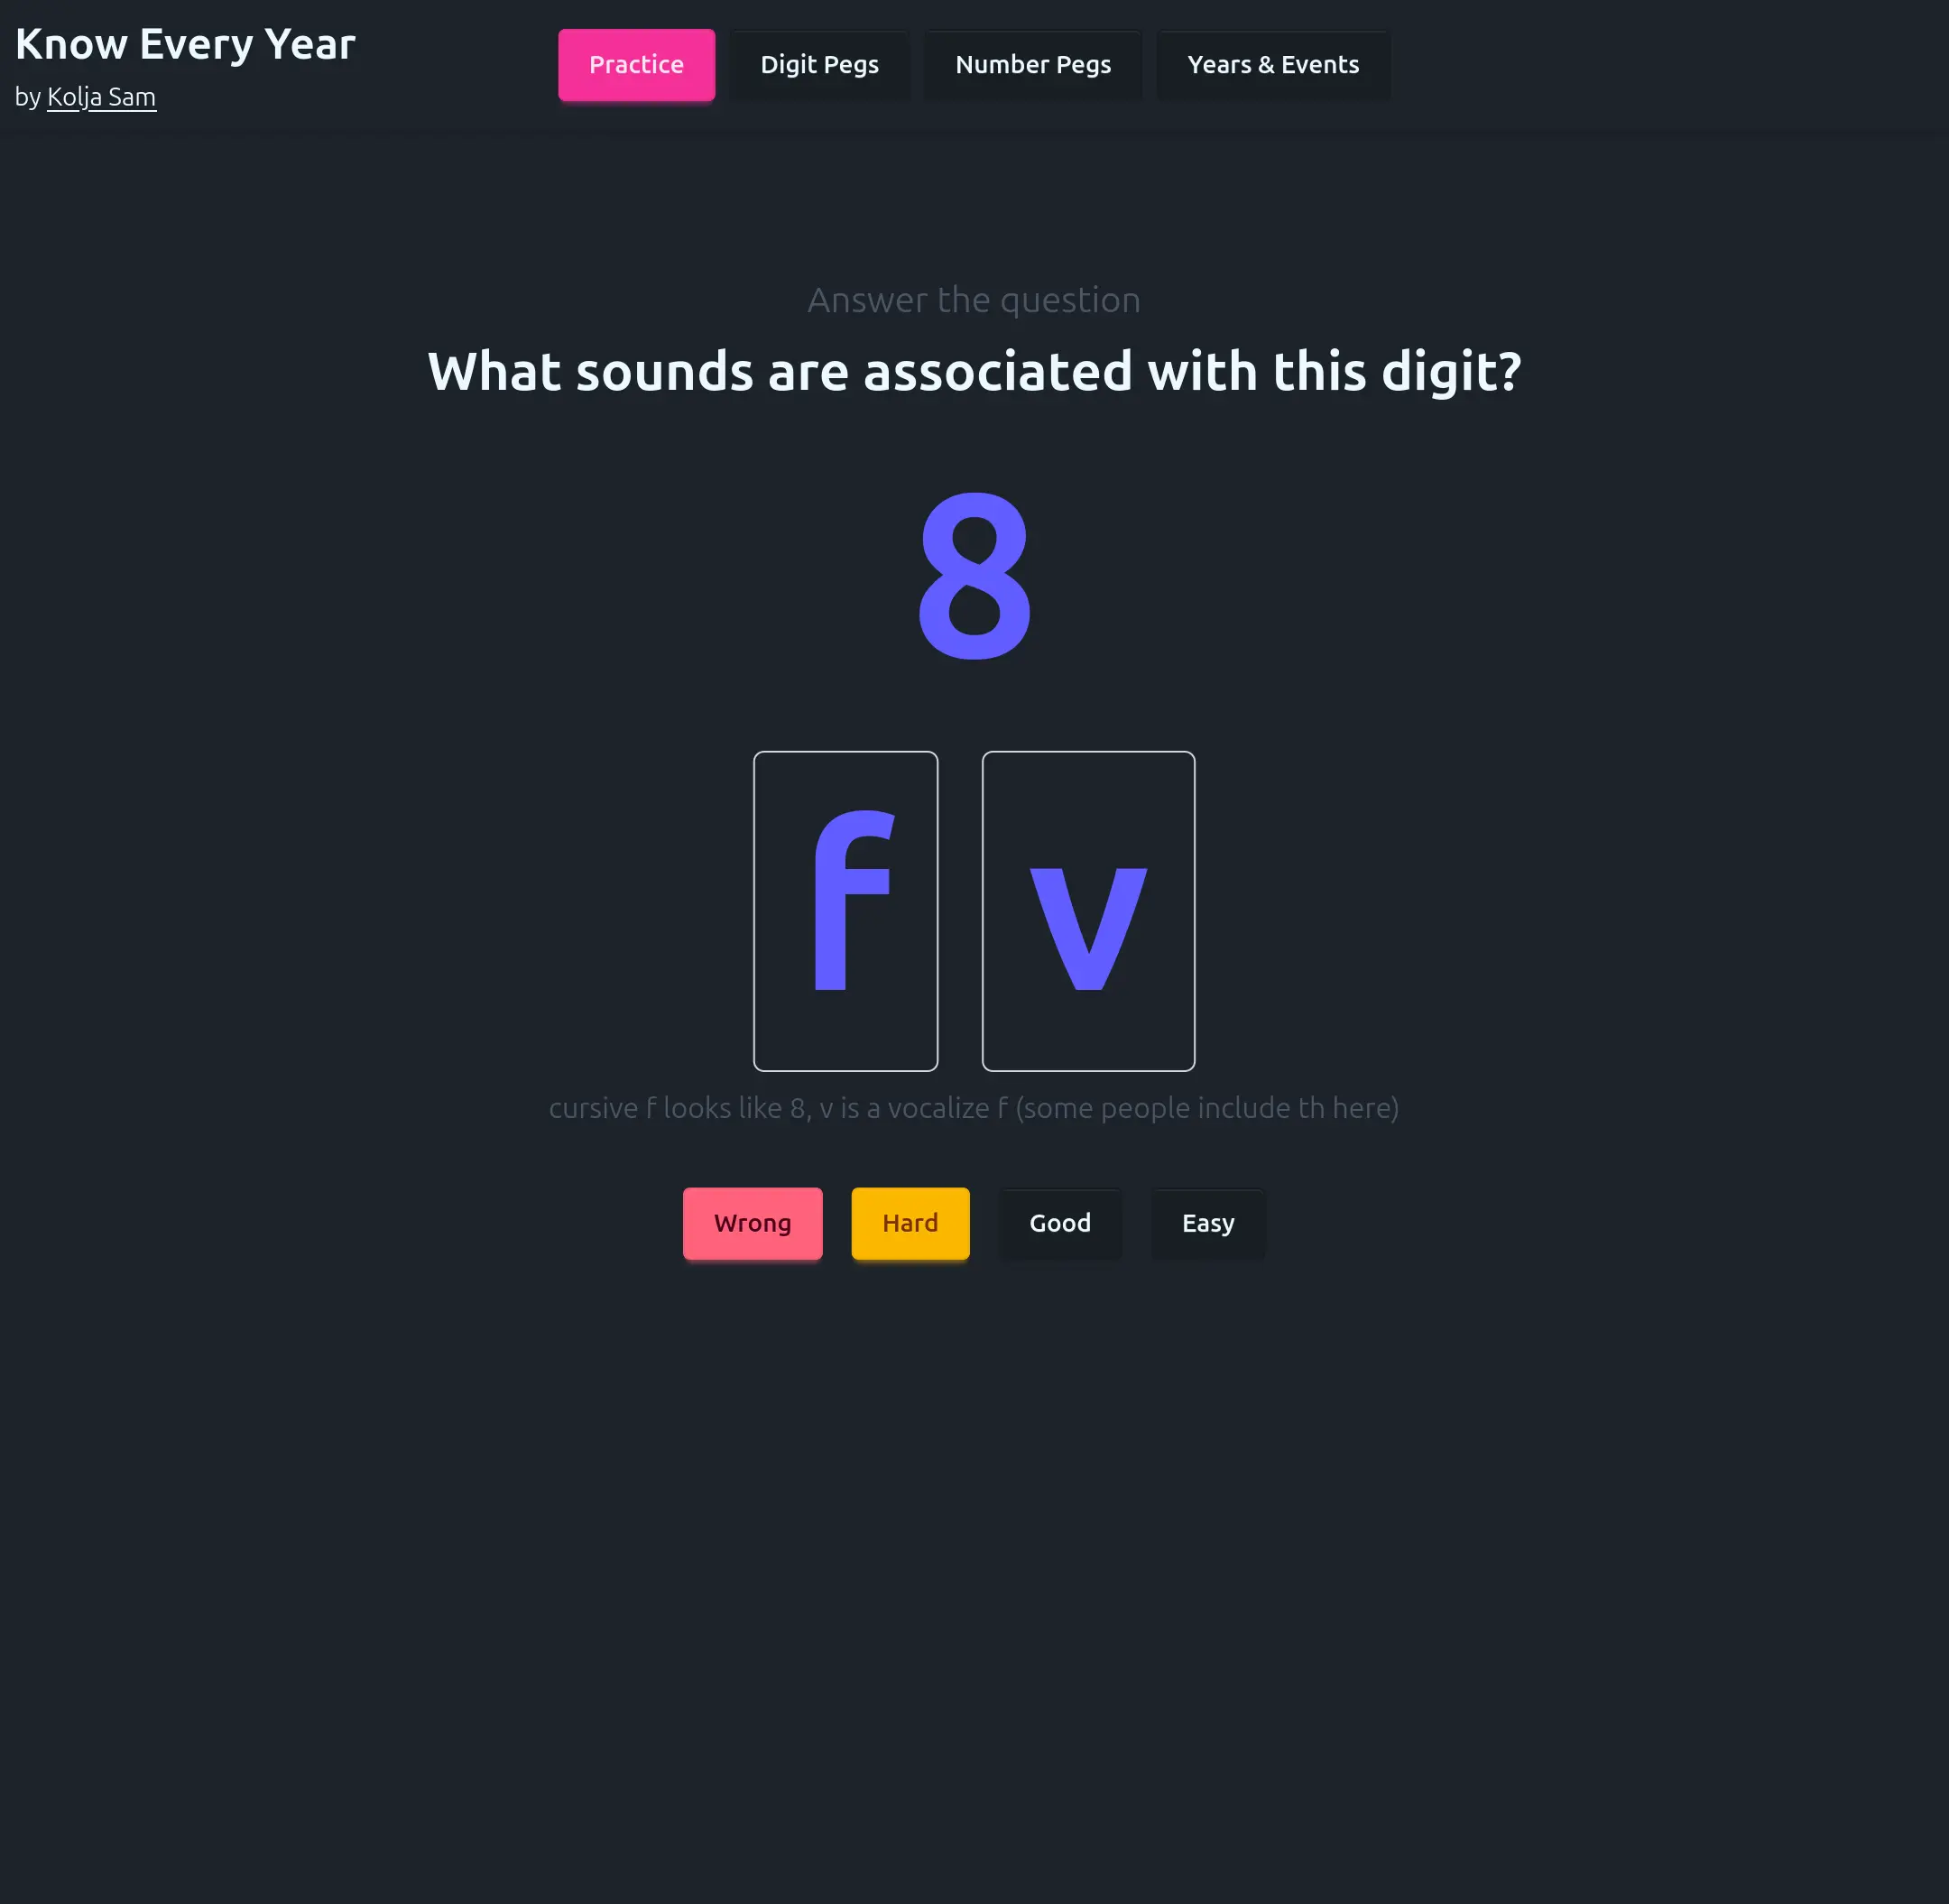 Know Every Year
by Kolja Sam
Practice
Digit Pegs
Number Pegs
Years & Events
Answer the question
What sounds are associated with this digit?
8
f v
cursive f looks like 8, v is a vocalize f (some people include th here)
Wrong
Hard
Good
Easy